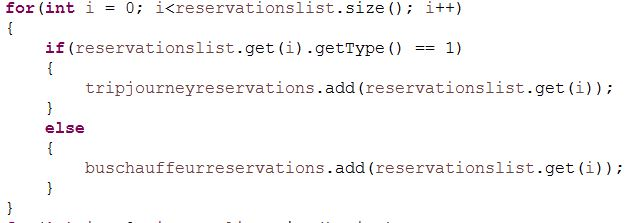 for(int i = 0; i<reservationslist.size(); i++)
{
if(reservationslist.get(i).getType() == 1)
{
tripjourneyreservations.add(reservationslist.get(i));
}
else
{
buschauffeurreservations.add(reservationslist.get(i));
}
}